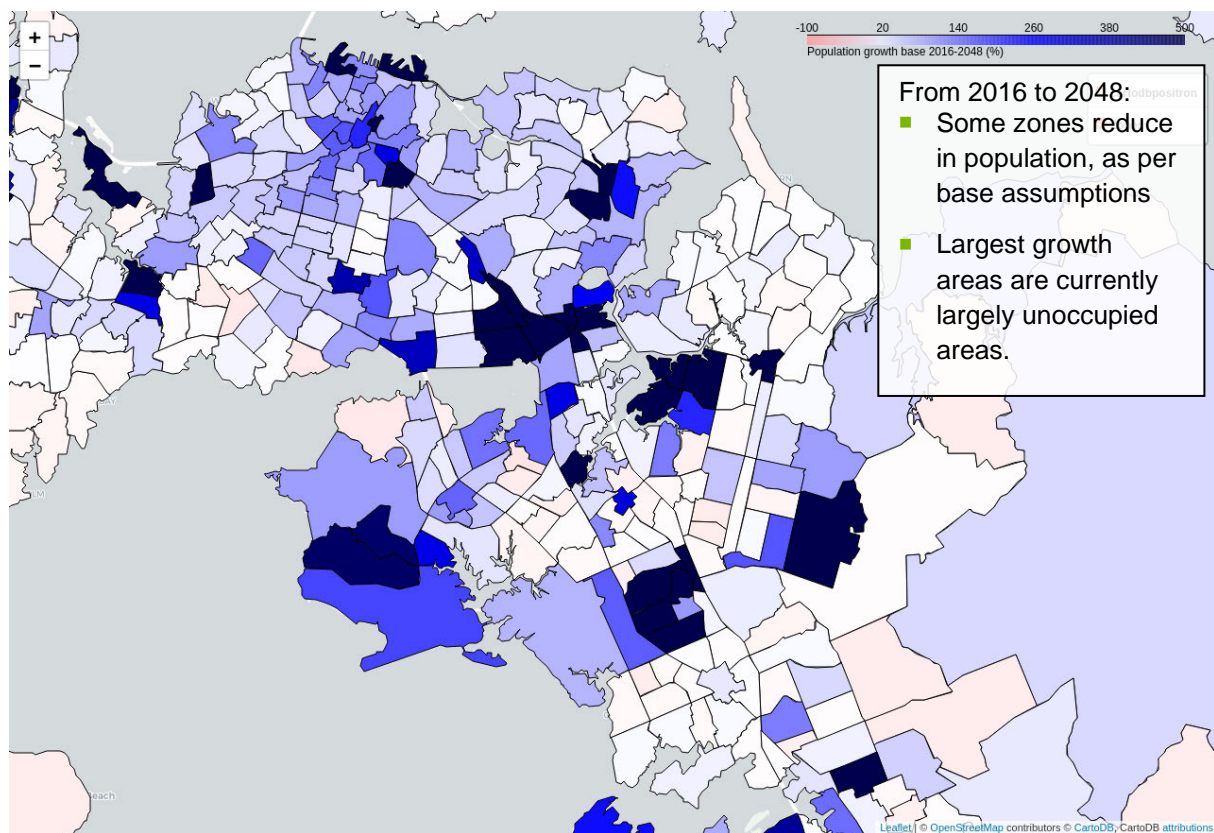 +
−
-100 20 140 260 380 500
Population growth base 2016-2048 (%)
odbpositron
From 2016 to 2048:
▪ Some zones reduce
in population, as per
base assumptions
▪ Largest growth
areas are currently
largely unoccupied
areas.
each
Leaflet | © OpenStreetMap contributors © CartoDB, CartoDB attributions